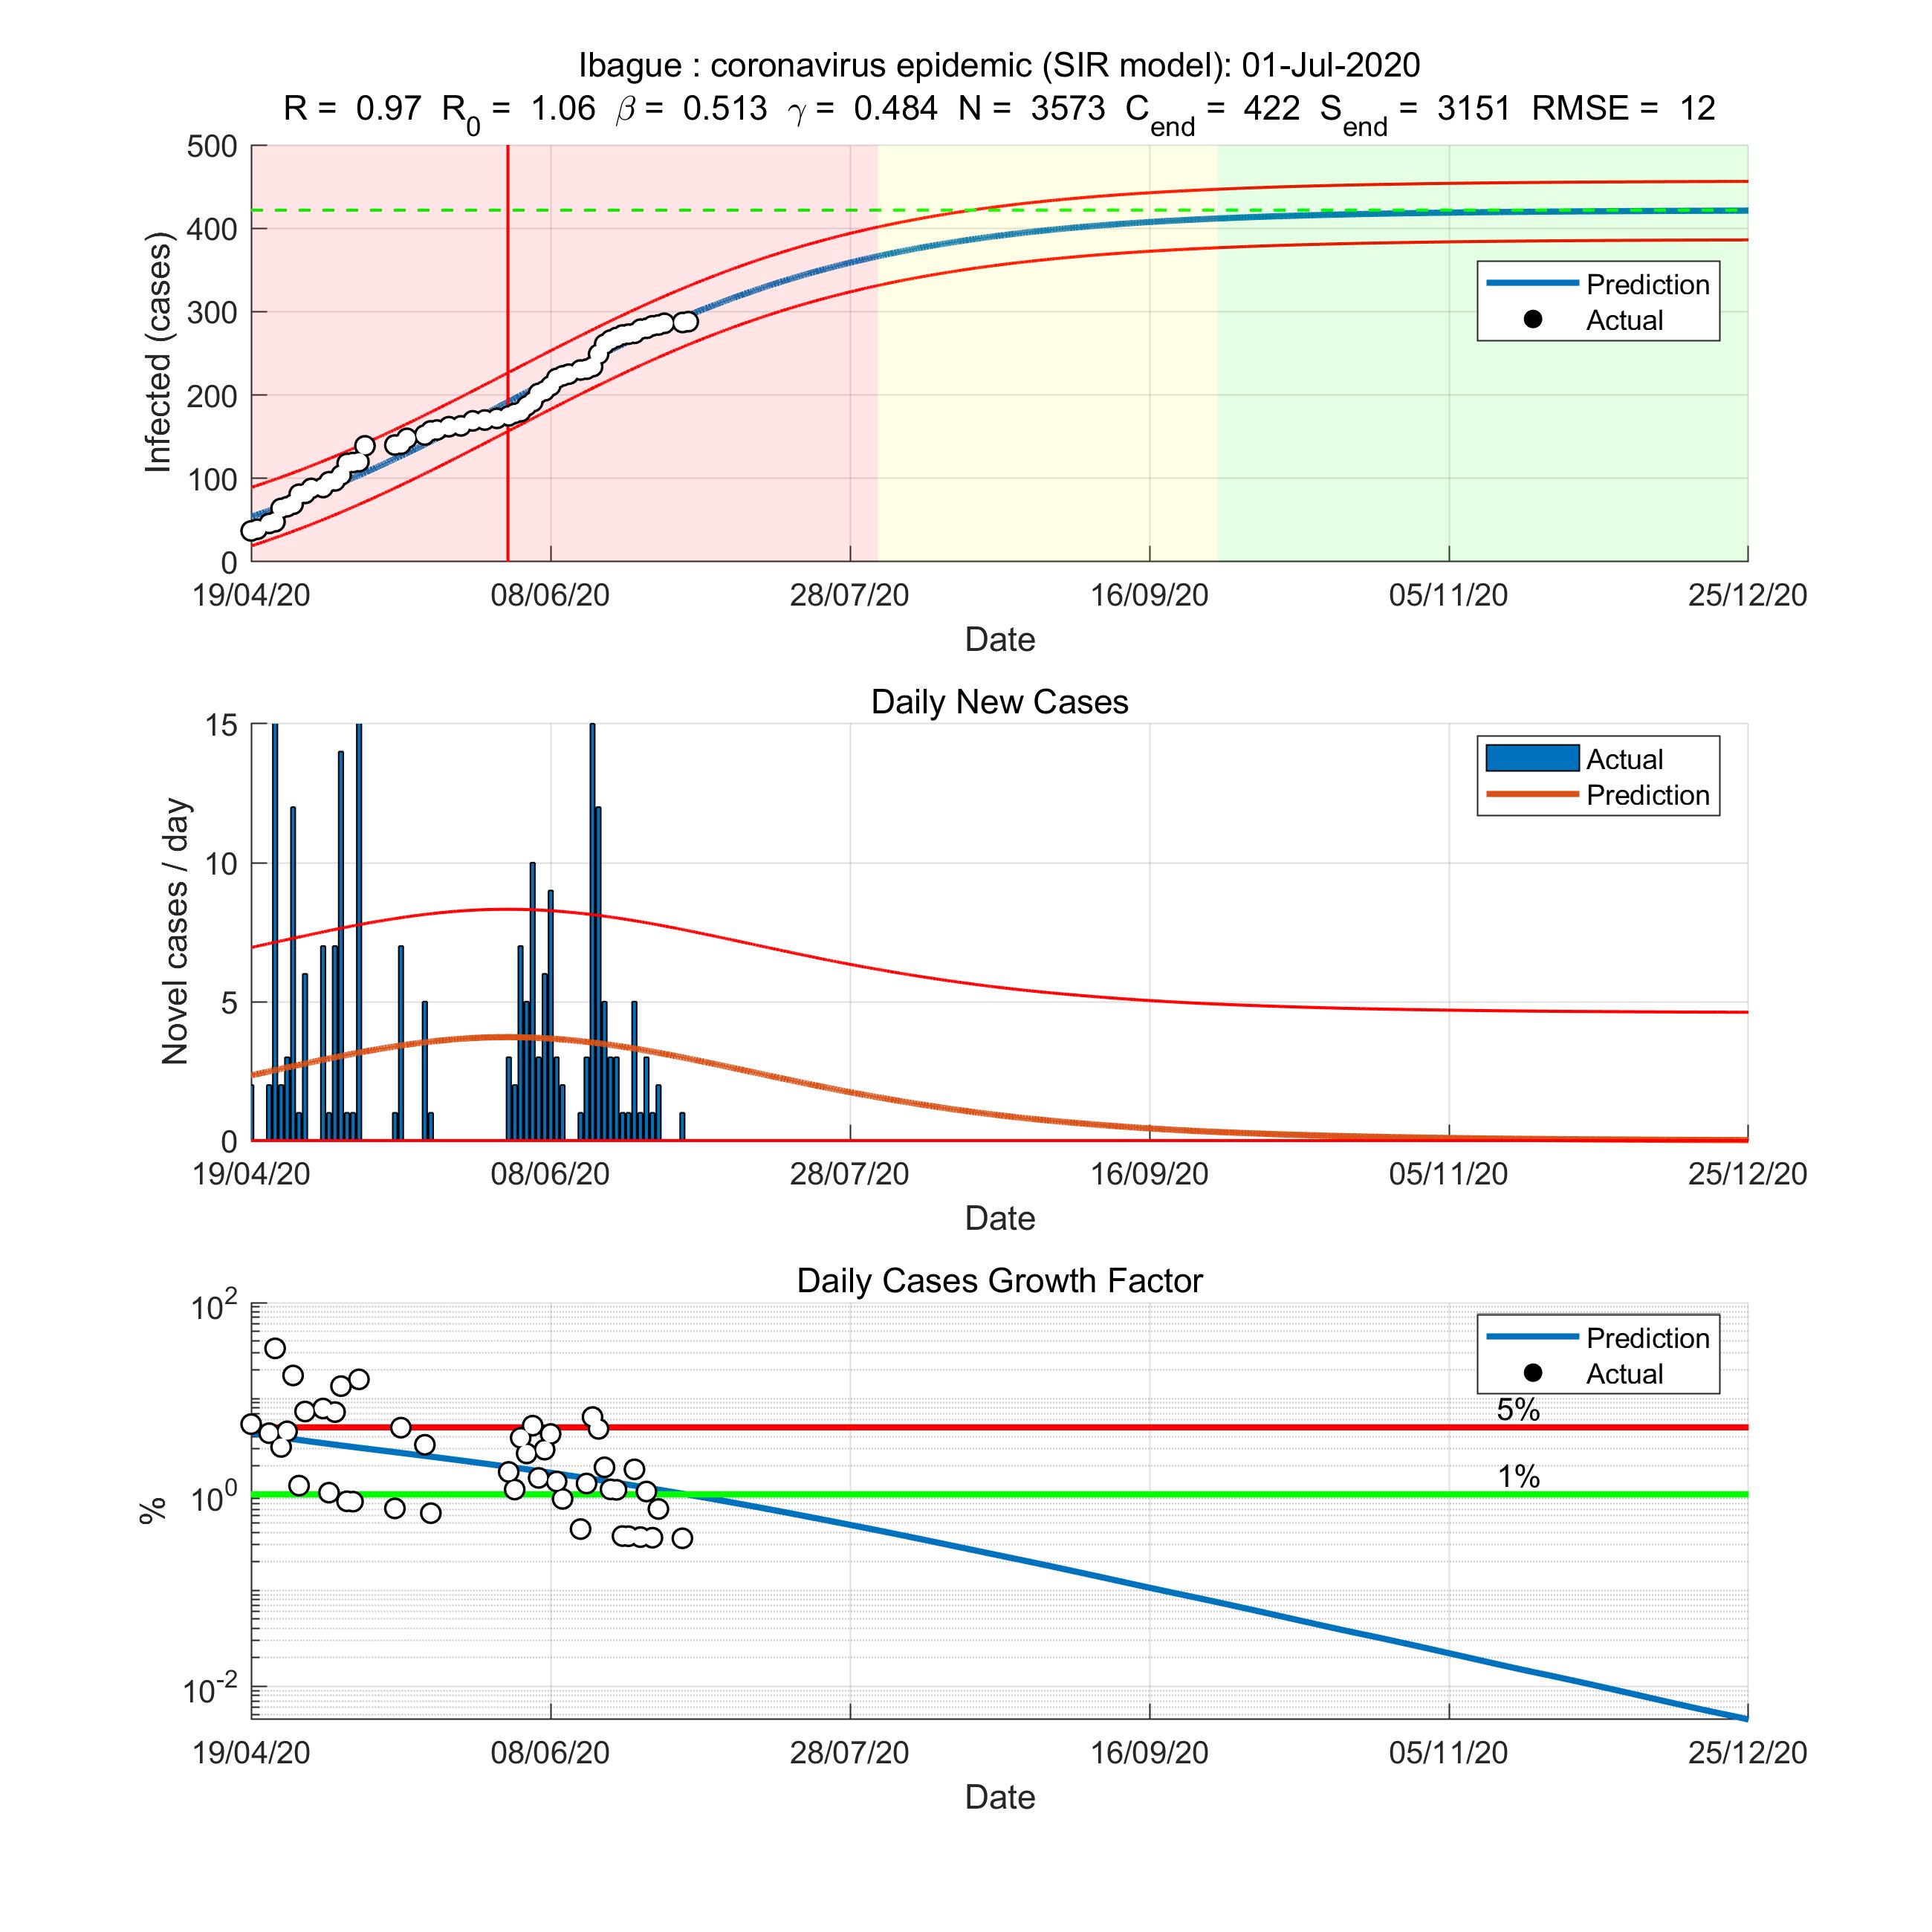 Ibague : coronavirus epidemic (SIR model): 01-Jul-2020
R = 0.97 R0 = 1.06 β = 0.513 γ = 0.484 N = 3573 Cend = 422 Send = 3151 RMSE = 12
500
400
300
200
100
0
Infected (cases)
Prediction
Actual
19/04/20 08/06/20 28/07/20 16/09/20 05/11/20 25/12/20
Date
Daily New Cases
15
10
5
0
Novel cases / day
Actual
Prediction
19/04/20 08/06/20 28/07/20 16/09/20 05/11/20 25/12/20
Date
Daily Cases Growth Factor
10^2
10^0
10^-2
%
Prediction
Actual
5%
1%
19/04/20 08/06/20 28/07/20 16/09/20 05/11/20 25/12/20
Date